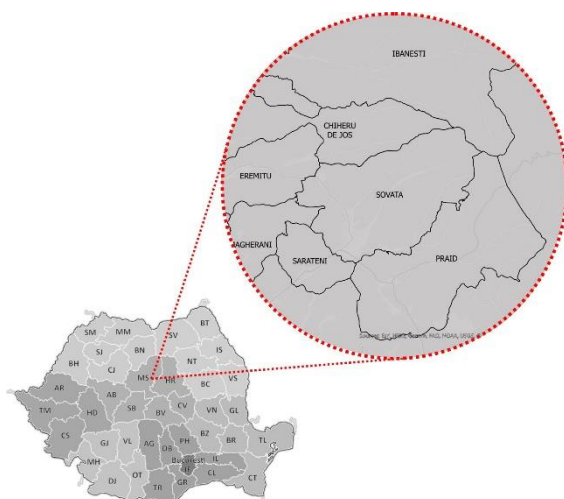 IBANESTI
CHIHERU
DE JOS
EREMITU
SOVATA
IAGHERANI
SARATENI
PRAID
BT
SM
MM
SV
SJ
BN
IS
BH
CJ
NT
MS
HR
BC
VS
AR
AB
TM
HD
SB
BV
CV
VN
GL
CS
GJ
VL
AG
PH
BZ
BR
TL
DB
Bucuresti
IF
IL
MH
OT
CL
DJ
TR
GR
CT